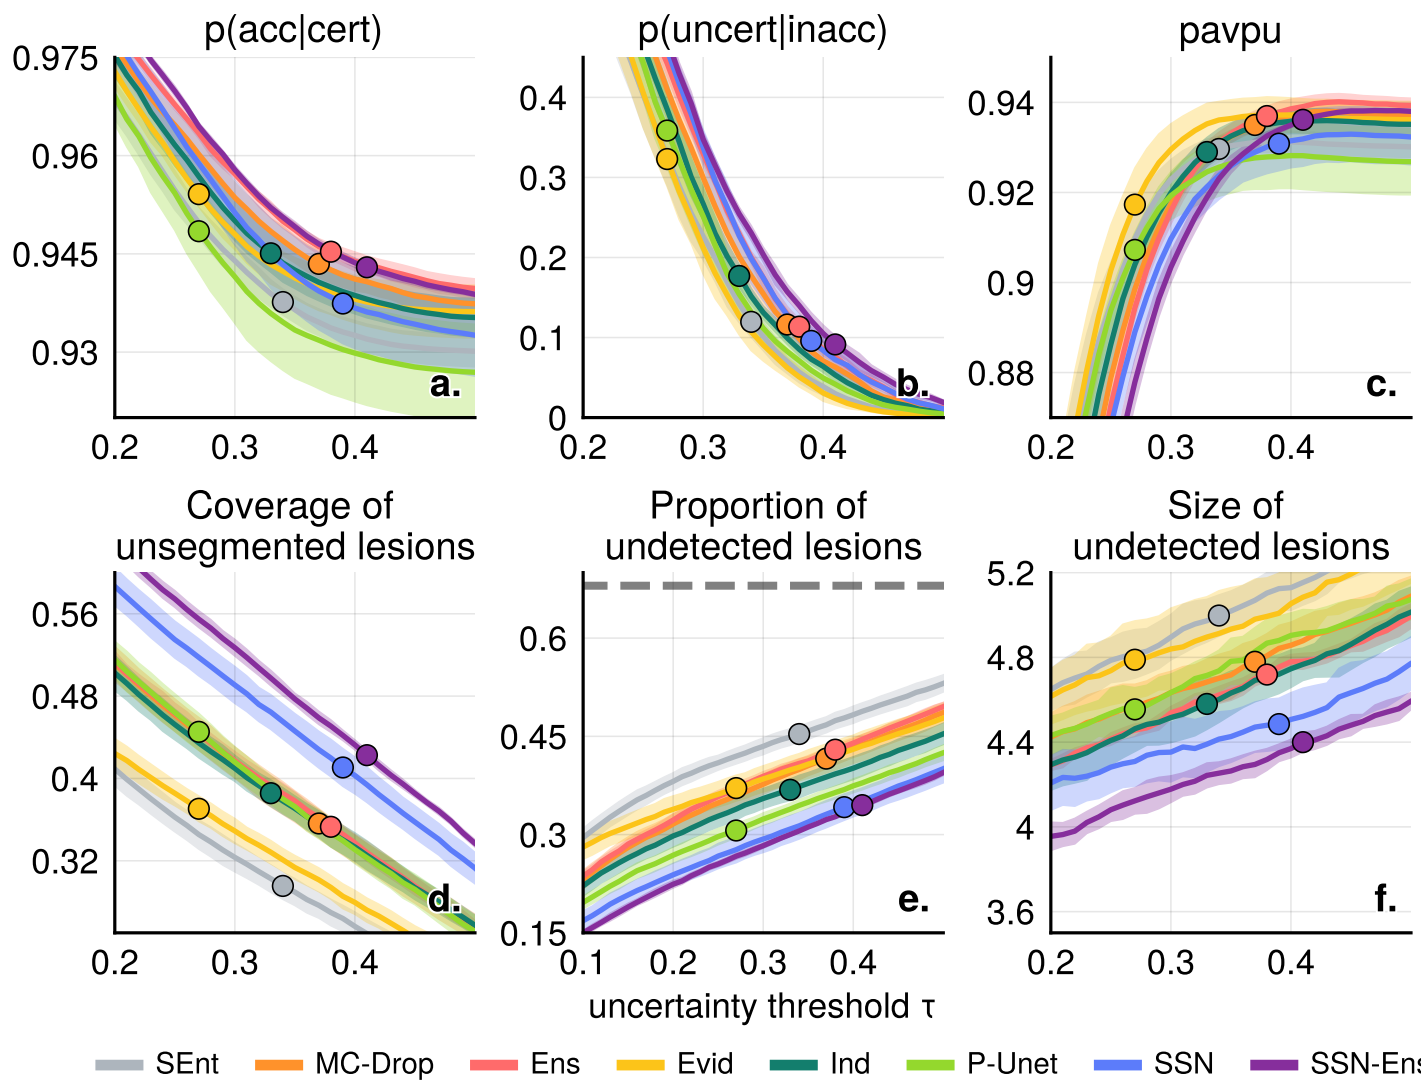 p(acc|cert)
p(uncert|inacc)
pavpu
0.975
0.96
0.945
0.93
0.2
0.3
0.4
a.
0.4
0.3
0.2
0.1
0
0.2
0.3
0.4
b.
0.94
0.92
0.9
0.88
0.2
0.3
0.4
c.
Coverage of
unsegmented lesions
Proportion of
undetected lesions
Size of
undetected lesions
0.56
0.48
0.4
0.32
0.2
0.3
0.4
d.
0.6
0.45
0.3
0.15
0.1
0.2
0.3
0.4
e.
5.2
4.8
4.4
4
3.6
0.2
0.3
0.4
f.
uncertainty threshold τ
SEnt
MC-Drop
Ens
Evid
Ind
P-Unet
SSN
SSN-Ens